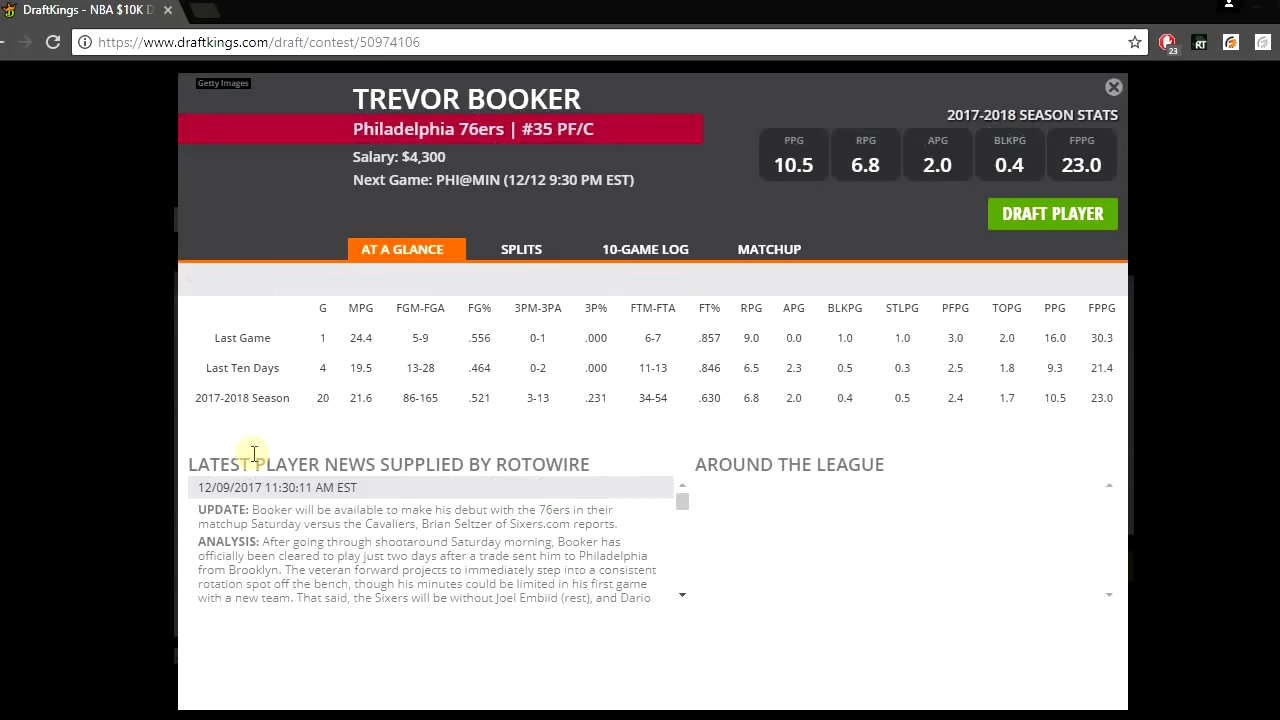 DraftKings - NBA $10K D
https://www.draftkings.com/draft/contest/50974106
23
RT
Getty Images
TREVOR BOOKER
Philadelphia 76ers | #35 PF/C
Salary: $4,300
Next Game: PHI@MIN (12/12 9:30 PM EST)
2017-2018 SEASON STATS
PPG RPG APG BLKPG FPPG
10.5 6.8 2.0 0.4 23.0
DRAFT PLAYER
AT A GLANCE SPLITS 10-GAME LOG MATCHUP
G MPG FGM-FGA FG% 3PM-3PA 3P% FTM-FTA FT% RPG APG BLKPG STLPG PFPG TOPG PPG FPPG
Last Game 1 24.4 5-9 .556 0-1 .000 6-7 .857 9.0 0.0 1.0 1.0 3.0 2.0 16.0 30.3
Last Ten Days 4 19.5 13-28 .464 0-2 .000 11-13 .846 6.5 2.3 0.5 0.3 2.5 1.8 9.3 21.4
2017-2018 Season 20 21.6 86-165 .521 3-13 .231 34-54 .630 6.8 2.0 0.4 0.5 2.4 1.7 10.5 23.0
LATEST PLAYER NEWS SUPPLIED BY ROTOWIRE
12/09/2017 11:30:11 AM EST
UPDATE: Booker will be available to make his debut with the 76ers in their
matchup Saturday versus the Cavaliers, Brian Seltzer of Sixers.com reports.
ANALYSIS: After going through shootaround Saturday morning, Booker has
officially been cleared to play just two days after a trade sent him to Philadelphia
from Brooklyn. The veteran forward projects to immediately step into a consistent
rotation spot off the bench, though his minutes could be limited in his first game
with a new team. That said, the Sixers will be without Joel Embiid (rest), and Dario
AROUND THE LEAGUE